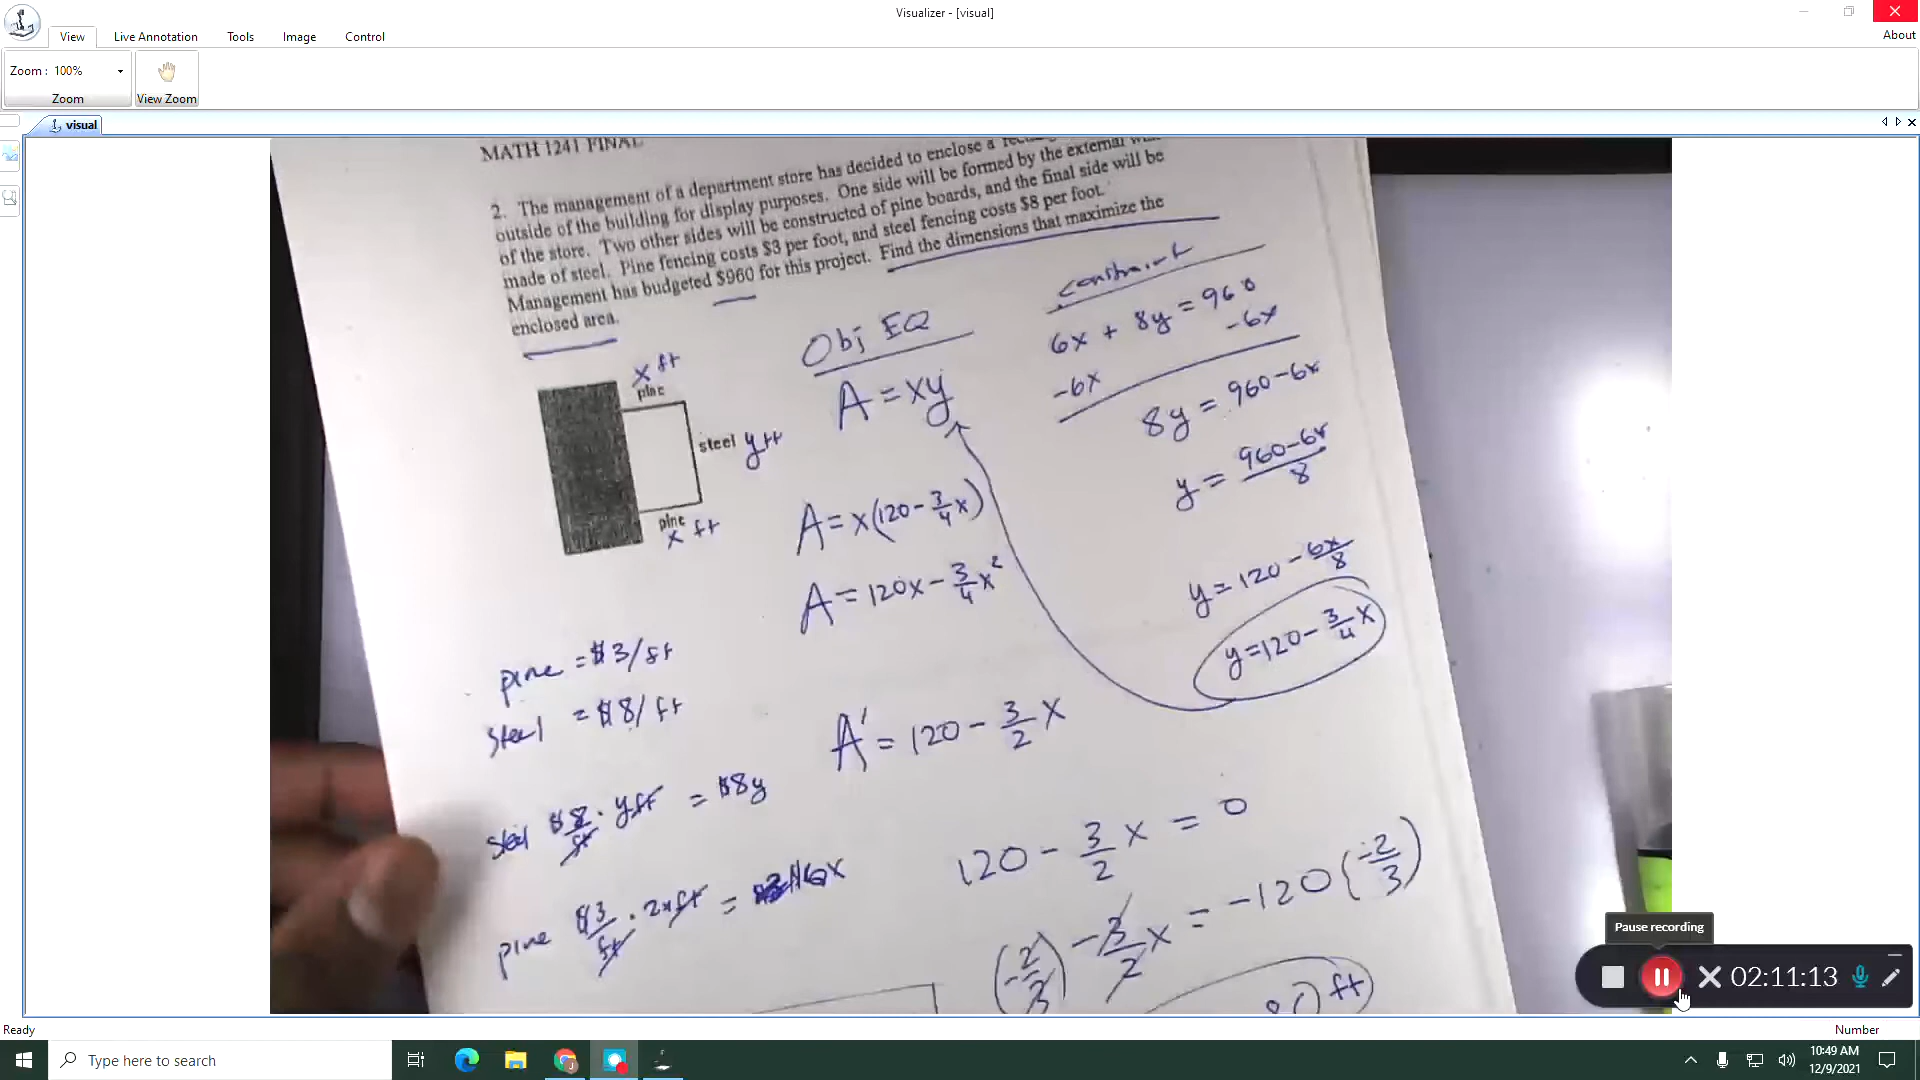 Visualizer - [visual]
View Live Annotation Tools Image Control About
Zoom : 100%
Zoom View Zoom
visual
MATH 1241 FINAL
2. The management of a department store has decided to enclose a
outside of the building for display purposes. One side will be formed by the external
of the store. Two other sides will be constructed of pine boards, and the final side will be
made of steel. Pine fencing costs $3 per foot, and steel fencing costs $8 per foot.
Management has budgeted $960 for this project. Find the dimensions that maximize the
enclosed area.
x ft
pine
steel y ft
pine
x ft
pine = $3/ft
steel = $8/ft
steel $8/ft · y ft = $8y
pine $3/ft · 2x ft = $6x
Obj EQ
A = xy
A = x(120 - 3/4 x)
A = 120x - 3/4 x²
A' = 120 - 3/2 x
120 - 3/2 x = 0
(-2/3) - 3/2 x = -120 (-2/3)
80 ft
constraint
6x + 8y = 960
-6x -6x
8y = 960-6x
y = 960-6x/8
y = 120 - 6x/8
y = 120 - 3/4 x
Pause recording
02:11:13
Ready Number
Type here to search
10:49 AM
12/9/2021